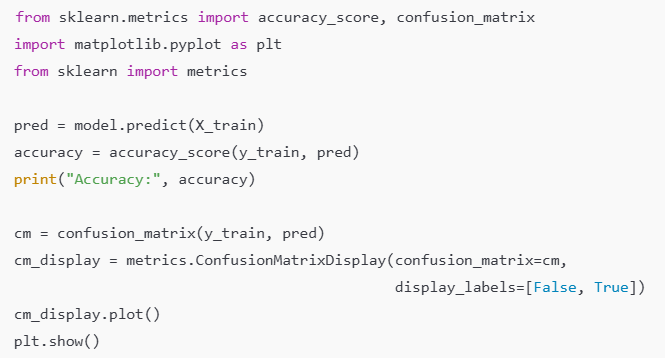 from sklearn.metrics import accuracy_score, confusion_matrix
import matplotlib.pyplot as plt
from sklearn import metrics

pred = model.predict(X_train)
accuracy = accuracy_score(y_train, pred)
print("Accuracy:", accuracy)

cm = confusion_matrix(y_train, pred)
cm_display = metrics.ConfusionMatrixDisplay(confusion_matrix=cm,
                                            display_labels=[False, True])
cm_display.plot()
plt.show()